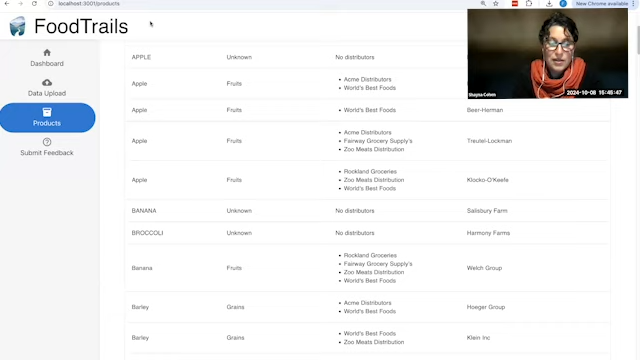 localhost:3001/products
New Chrome available
FoodTrails
Dashboard
Data Upload
Products
Submit Feedback
APPLE Unknown No distributors
Apple Fruits • Acme Distributors
• World's Best Foods
Apple Fruits • World's Best Foods Beer-Herman
Apple Fruits • Acme Distributors
• Fairway Grocery Supply's
• Zoo Meats Distribution
Treutel-Lockman
Apple Fruits • Rockland Groceries
• Zoo Meats Distribution
• World's Best Foods
Klocko-O'Keefe
BANANA Unknown No distributors Salisbury Farm
BROCCOLI Unknown No distributors Harmony Farms
Banana Fruits • Rockland Groceries
• Fairway Grocery Supply's
• Zoo Meats Distribution
• World's Best Foods
Welch Group
Barley Grains • Acme Distributors
• World's Best Foods
Hoeger Group
Barley Grains • World's Best Foods
• Zoo Meats Distribution
Klein Inc
Shayna Cohen
2024-10-08 15:45:47